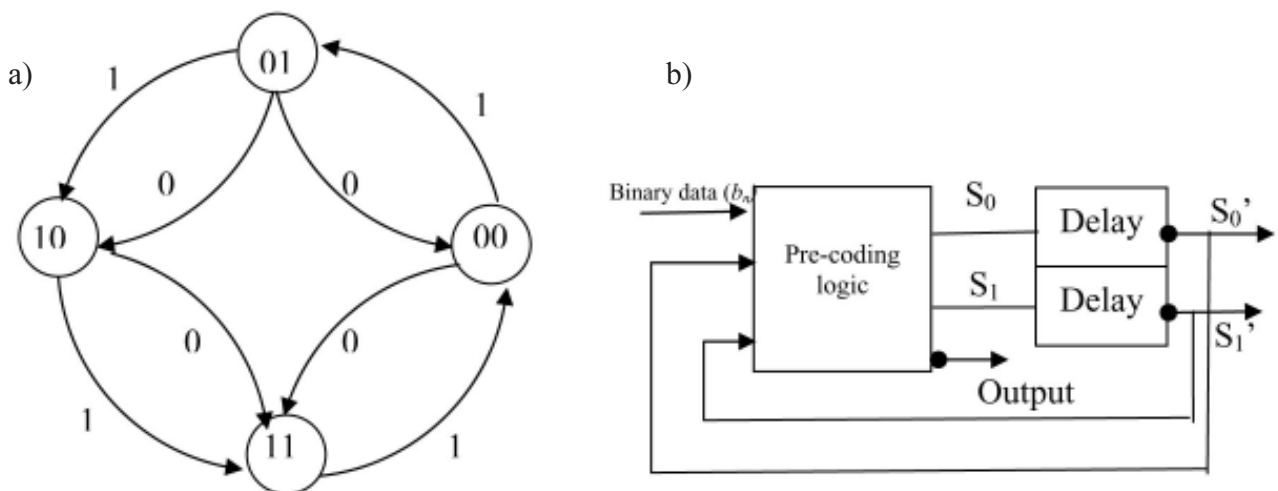 a)
01
1
1
0
0
10
00
0
0
1
1
11
b)
Binary data (bₙ)
Pre-coding
logic
S₀
S₁
Delay
Delay
S₀’
S₁’
Output